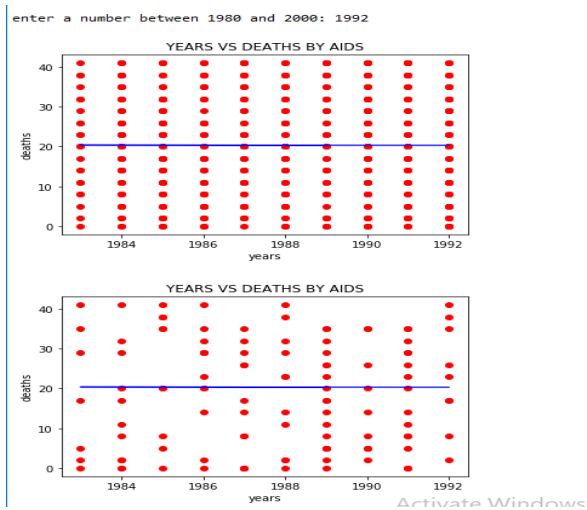 enter a number between 1980 and 2000: 1992
YEARS VS DEATHS BY AIDS
40
30
20
10
0
deaths
1984 1986 1988 1990 1992
years
YEARS VS DEATHS BY AIDS
40
30
20
10
0
deaths
1984 1986 1988 1990 1992
years
Activate Windows